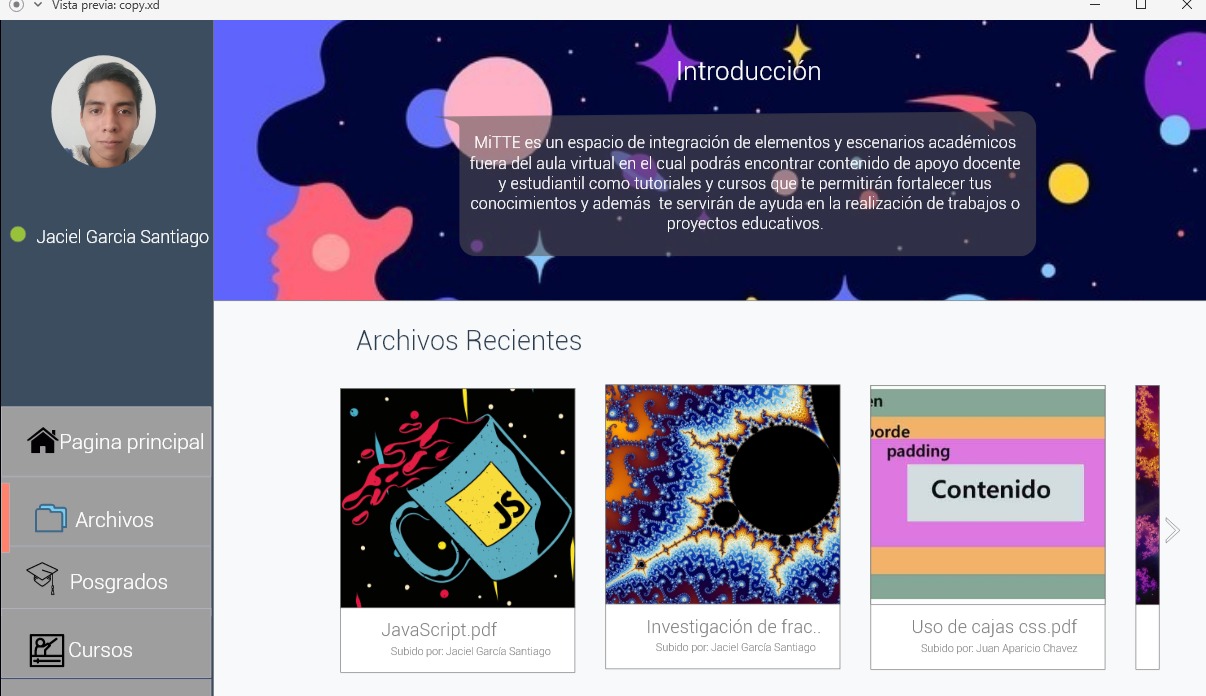 Vista previa: copy.xd
Jaciel Garcia Santiago
Pagina principal
Archivos
Posgrados
Cursos
Introducción
MiTTE es un espacio de integración de elementos y escenarios académicos
fuera del aula virtual en el cual podrás encontrar contenido de apoyo docente
y estudiantil como tutoriales y cursos que te permitirán fortalecer tus
conocimientos y además te servirán de ayuda en la realización de trabajos o
proyectos educativos.
Archivos Recientes
JS
JavaScript.pdf
Subido por: Jaciel García Santiago
Investigación de frac..
Subido por: Jaciel García Santiago
en
borde
padding
Contenido
Uso de cajas css.pdf
Subido por: Juan Aparicio Chavez